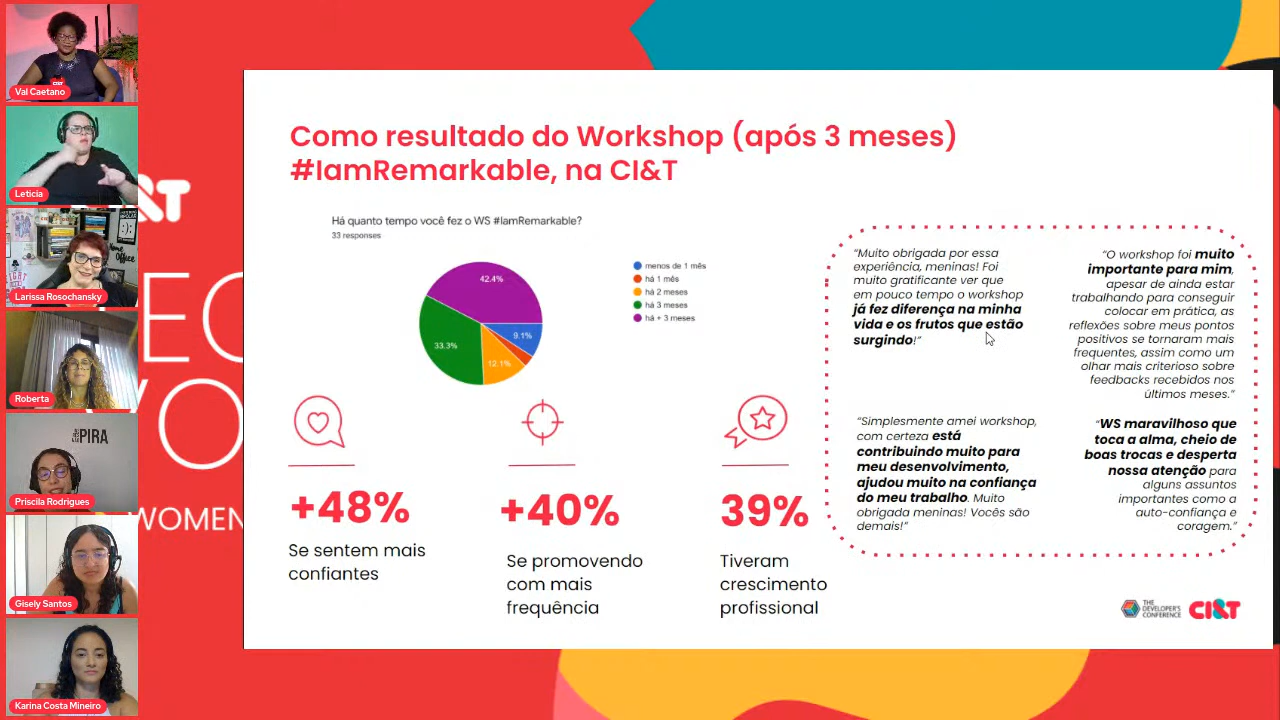 Val Caetano
Leticia
Larissa Rosochansky
Roberta
PIRA
Priscila Rodrigues
Gisely Santos
Karina Costa Mineiro
&T
WOMEN
Como resultado do Workshop (após 3 meses)
#IamRemarkable, na CI&T
Há quanto tempo você fez o WS #IamRemarkable?
33 responses
42.4%
33.3%
12.1%
9.1%
menos de 1 mês
há 1 mês
há 2 meses
há 3 meses
há + 3 meses
+48%
Se sentem mais
confiantes
+40%
Se promovendo
com mais
frequência
39%
Tiveram
crescimento
profissional
“Muito obrigada por essa
experiência, meninas! Foi
muito gratificante ver que
em pouco tempo o workshop
já fez diferença na minha
vida e os frutos que estão
surgindo!”
“O workshop foi muito
importante para mim,
apesar de ainda estar
trabalhando para conseguir
colocar em prática, as
reflexões sobre meus pontos
positivos se tornaram mais
frequentes, assim como um
olhar mais criterioso sobre
feedbacks recebidos nos
últimos meses.”
“Simplesmente amei workshop,
com certeza está
contribuindo muito para
meu desenvolvimento,
ajudou muito na confiança
do meu trabalho. Muito
obrigada meninas! Vocês são
demais!”
“WS maravilhoso que
toca a alma, cheio de
boas trocas e desperta
nossa atenção para
alguns assuntos
importantes como a
auto-confiança e
coragem.”
THE
DEVELOPER'S
CONFERENCE
CI&T